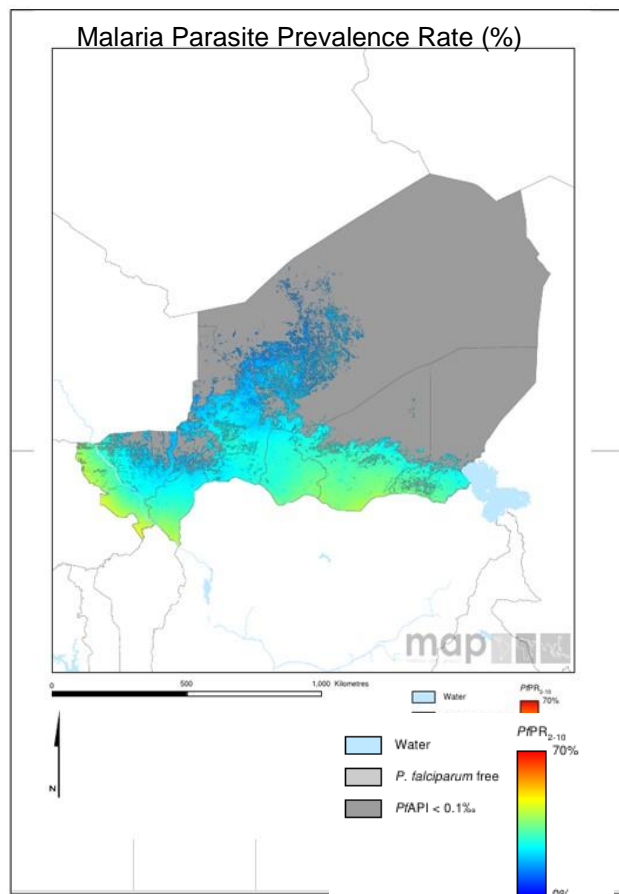 Malaria Parasite Prevalence Rate (%)
map
0 500 1,000 Kilometres
Water
PfPR2-10
70%
N
Water
P. falciparum free
PfAPI < 0.1‰
PfPR2-10
70%
0%